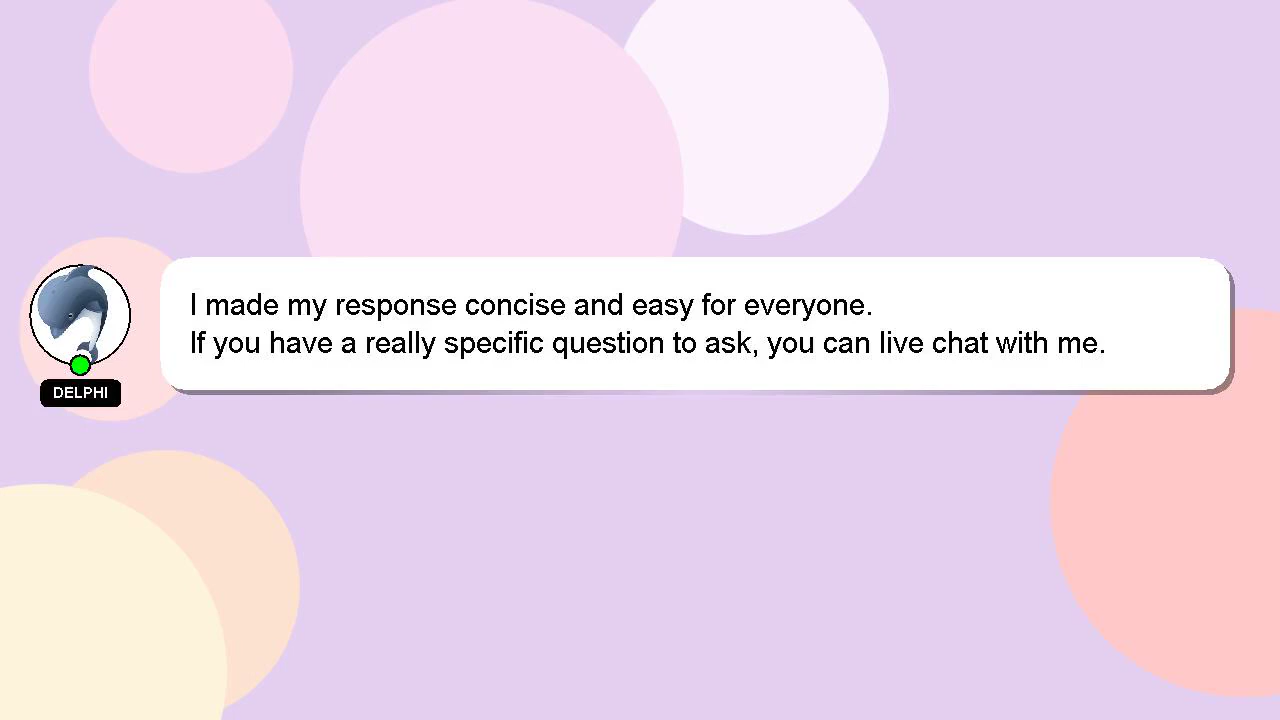 I made my response concise and easy for everyone.
If you have a really specific question to ask, you can live chat with me.
DELPHI